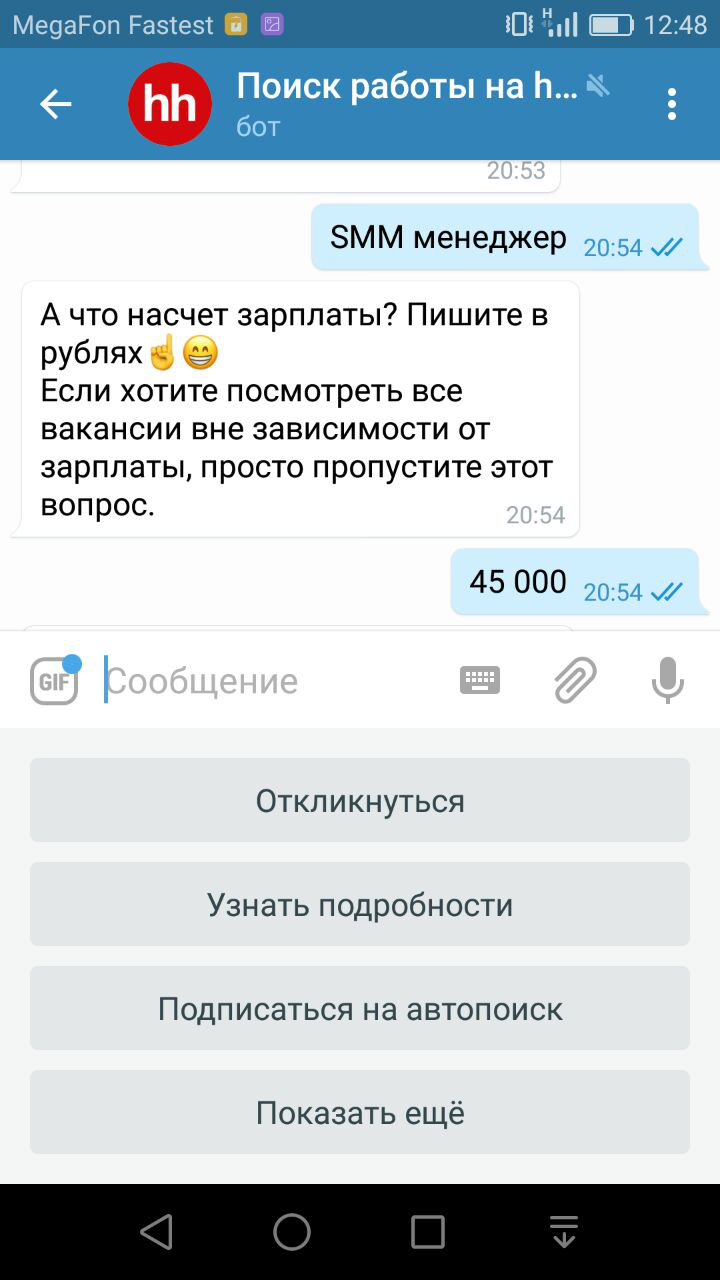 MegaFon Fastest
H
12:48
hh
Поиск работы на h...
бот
20:53
SMM менеджер 20:54
А что насчет зарплаты? Пишите в
рублях☝😁
Если хотите посмотреть все
вакансии вне зависимости от
зарплаты, просто пропустите этот
вопрос. 20:54
45 000 20:54
GIF
Сообщение
Откликнуться
Узнать подробности
Подписаться на автопоиск
Показать ещё